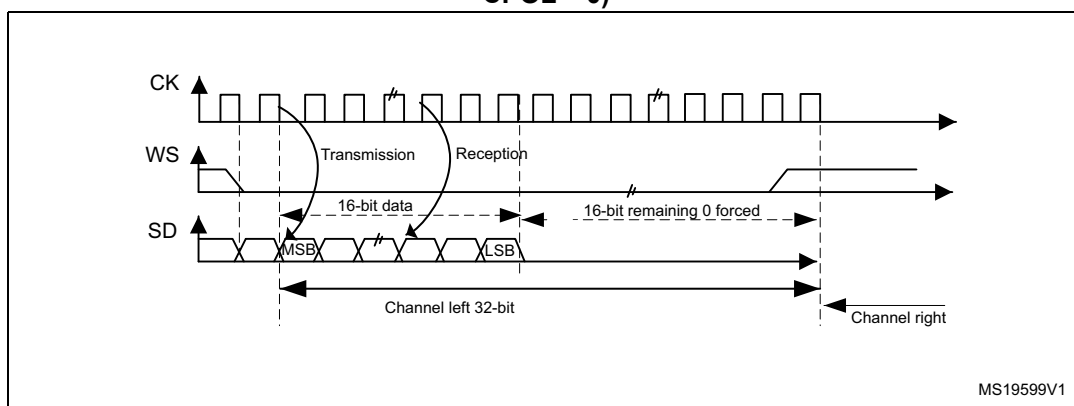 CK
Transmission
Reception
WS
16-bit data
16-bit remaining 0 forced
SD
MSB
LSB
Channel left 32-bit
Channel right
MS19599V1